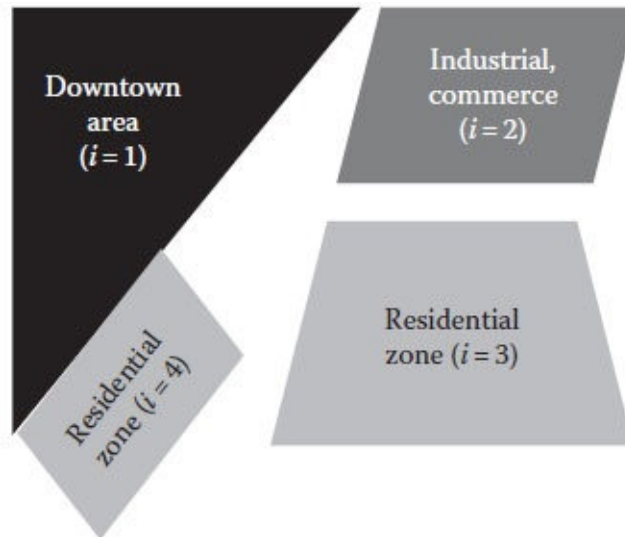 Downtown
area
(i = 1)
Industrial,
commerce
(i = 2)
Residential
zone (i = 3)
Residential
zone (i = 4)